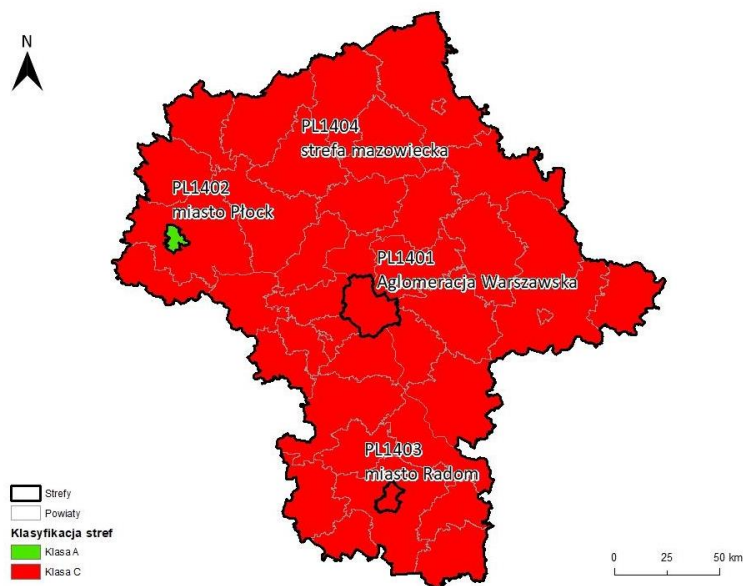 N
PL1404
strefa mazowiecka
PL1402
miasto Płock
PL1401
Aglomeracja Warszawska
PL1403
miasto Radom
Strefy
Powiaty
Klasyfikacja stref
Klasa A
Klasa C
0 25 50 km